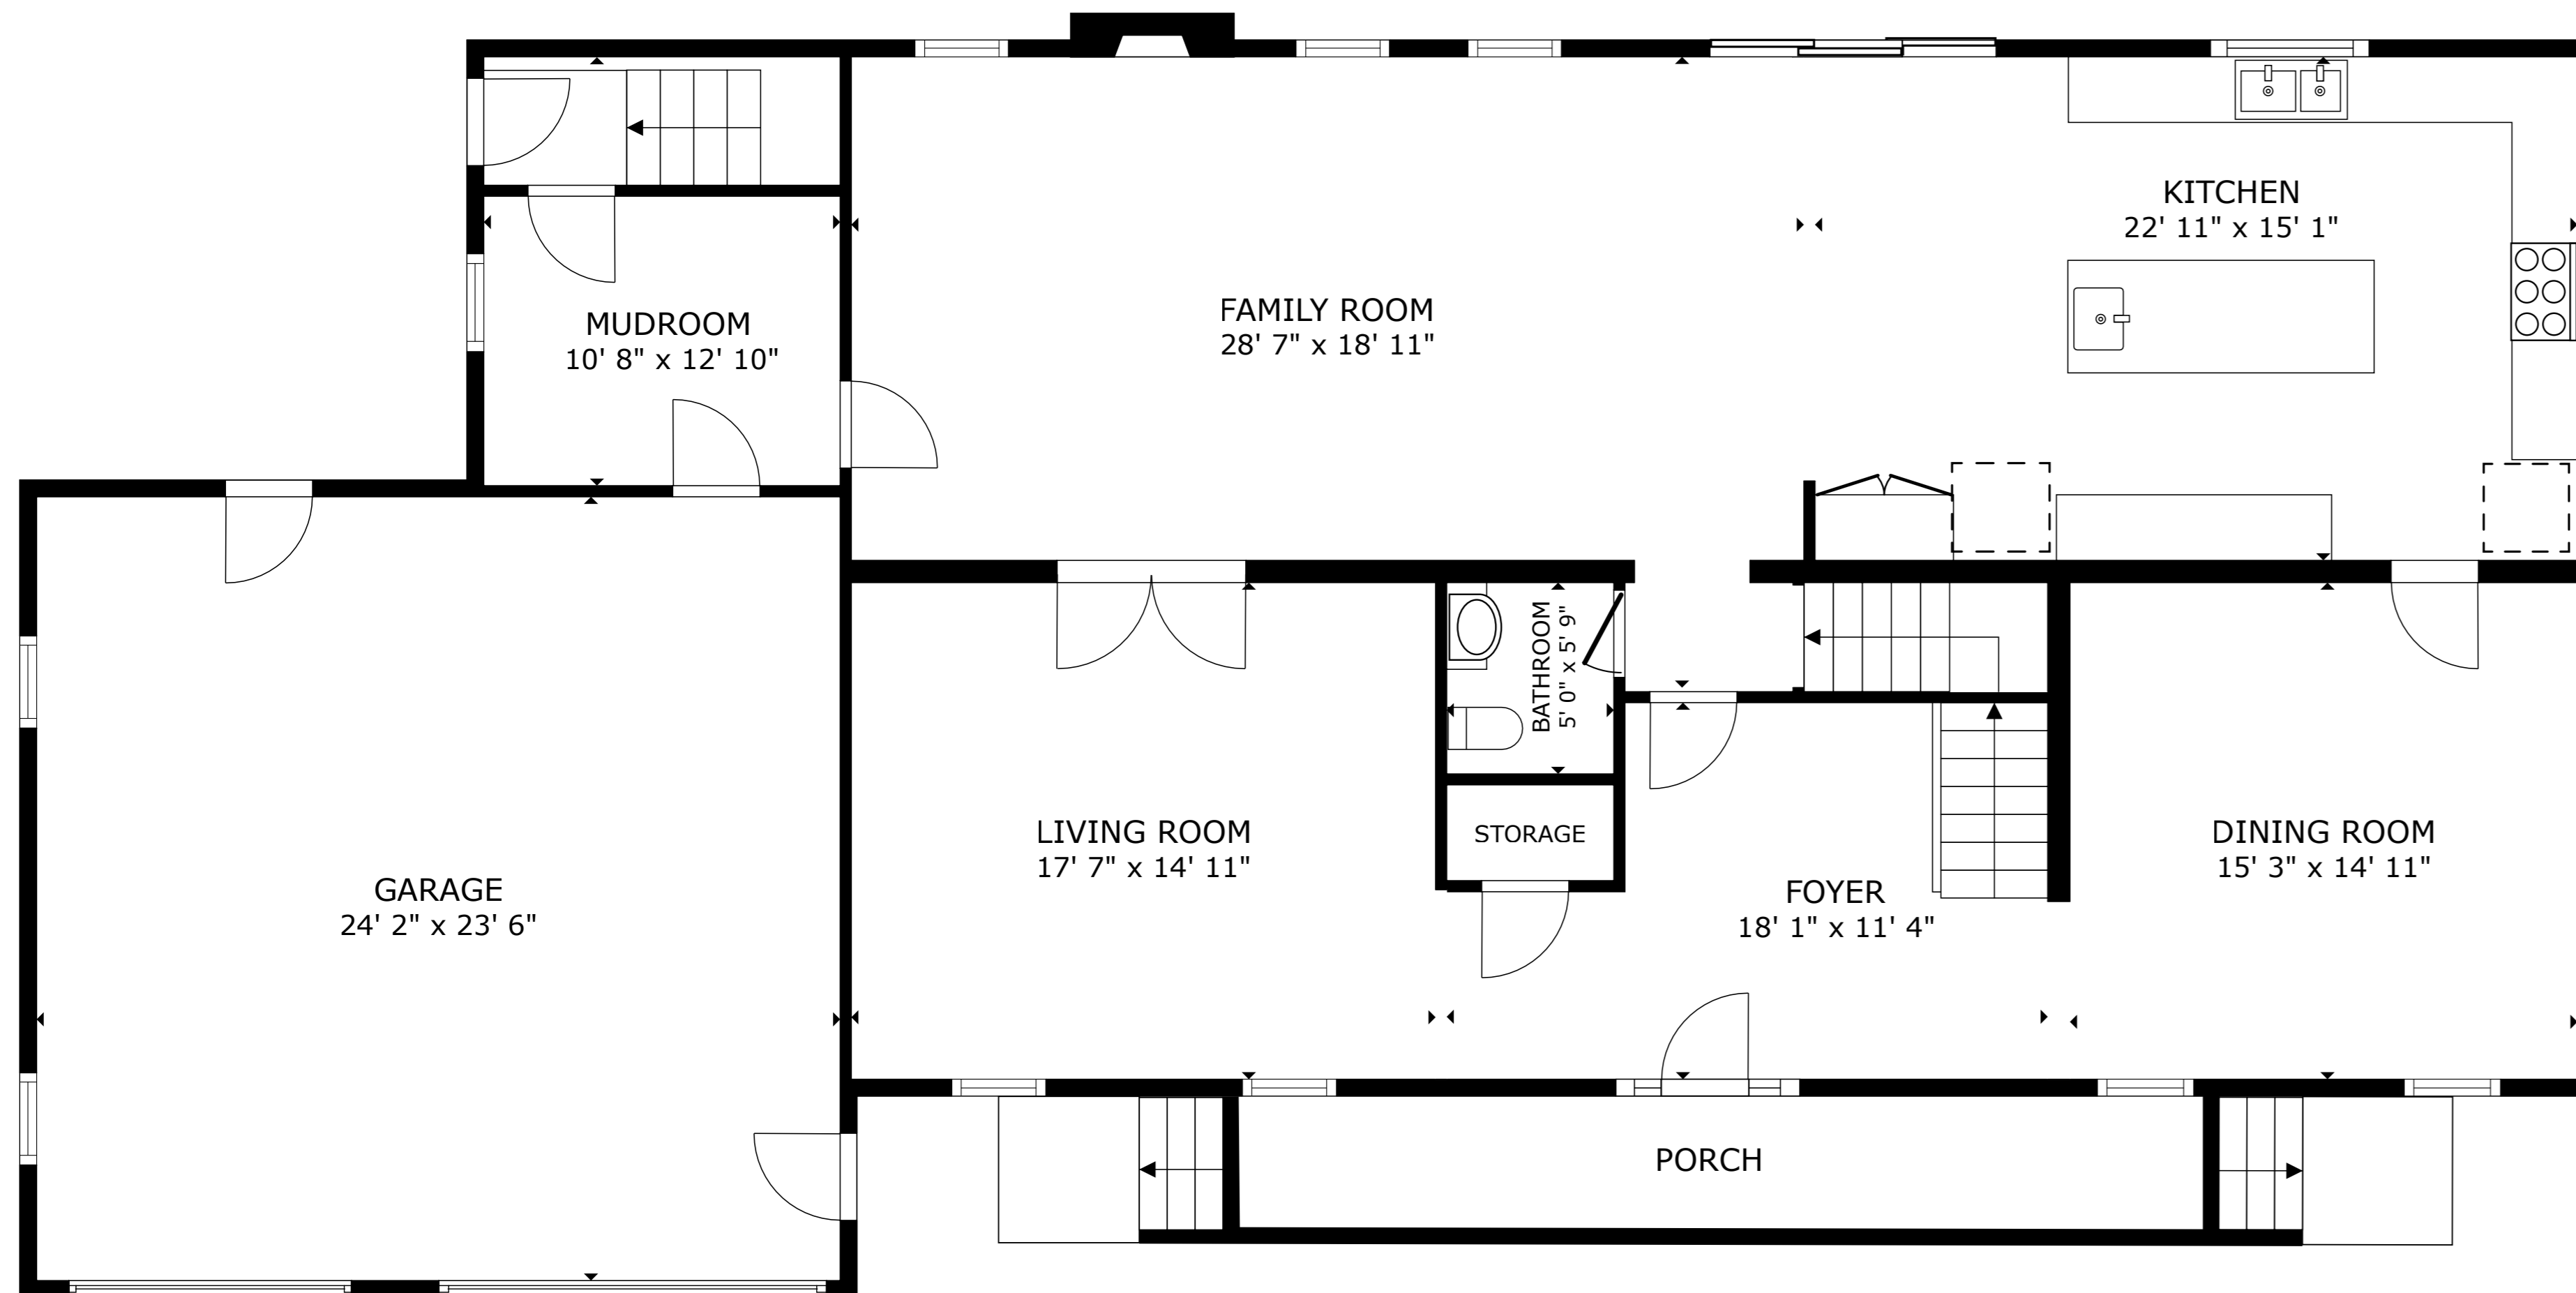 KITCHEN
22' 11" x 15' 1"
FAMILY ROOM
28' 7" x 18' 11"
MUDROOM
10' 8" x 12' 10"
BATHROOM
5' 0" x 5' 9"
LIVING ROOM
17' 7" x 14' 11"
STORAGE
DINING ROOM
15' 3" x 14' 11"
GARAGE
24' 2" x 23' 6"
FOYER
18' 1" x 11' 4"
PORCH